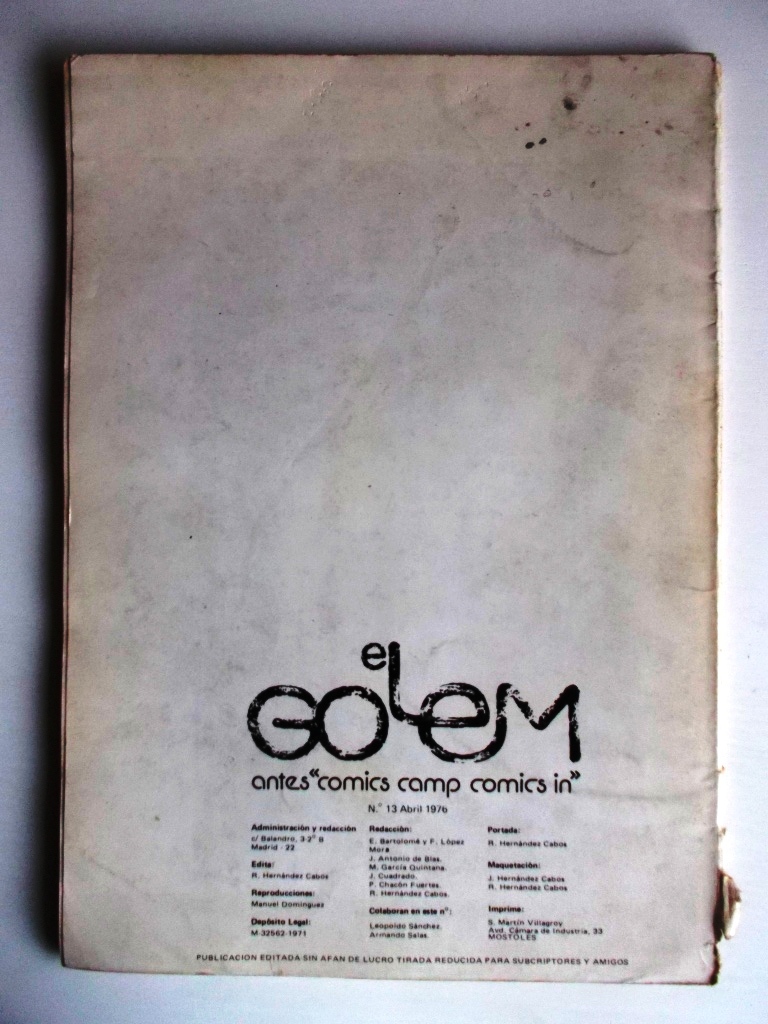 el
GOLEM
antes "comics camp comics in"
N.° 13 Abril 1976
Administración y redacción
c/ Balandro, 3-2° B
Madrid - 22
Edita:
R. Hernández Cabos
Reproducciones:
Manuel Domínguez
Depósito Legal:
M-32562-1971
Redacción:
E. Bartolomé y F. López
Mora
J. Antonio de Blas.
M. García Quintana.
J. Cuadrado.
P. Chacón Fuertes.
R. Hernández Cabos.
Colaboran en este n°:
Leopoldo Sánchez.
Armando Salas.
Portada:
R. Hernández Cabos
Maquetación:
J. Hernández Cabos
R. Hernández Cabos
Imprime:
S. Martín Villagroy
Avd. Cámara de Industria, 33
MOSTOLES
PUBLICACION EDITADA SIN AFAN DE LUCRO TIRADA REDUCIDA PARA SUBCRIPTORES Y AMIGOS